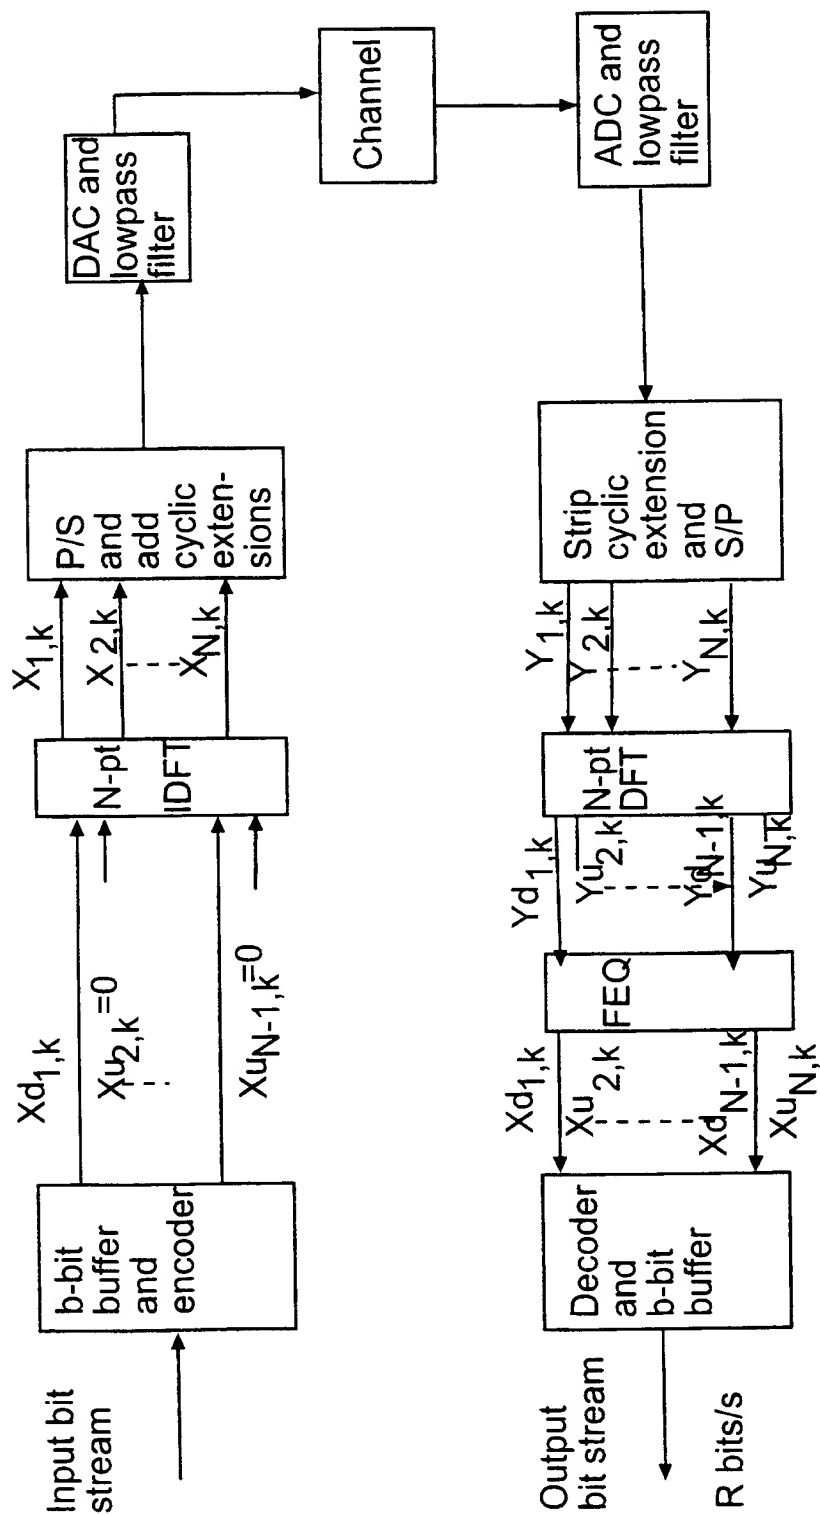 Input bit
stream
b-bit
buffer
and
encoder
Xd1,k
Xu2,k=0
XuN-1,k=0
N-pt
IDFT
X1,k
X2,k
XN,k
P/S
and
add
cyclic
exten-
sions
DAC and
lowpass
filter
Channel
ADC and
lowpass
filter
Strip
cyclic
extension
and
S/P
Y1,k
Y2,k
YN,k
N-pt
DFT
Yd1,k
Yu2,k
YdN-1,k
YuN,k
FEQ
Xd1,k
Xu2,k
XdN-1,k
XuN,k
Decoder
and
b-bit
buffer
Output
bit stream
R bits/s